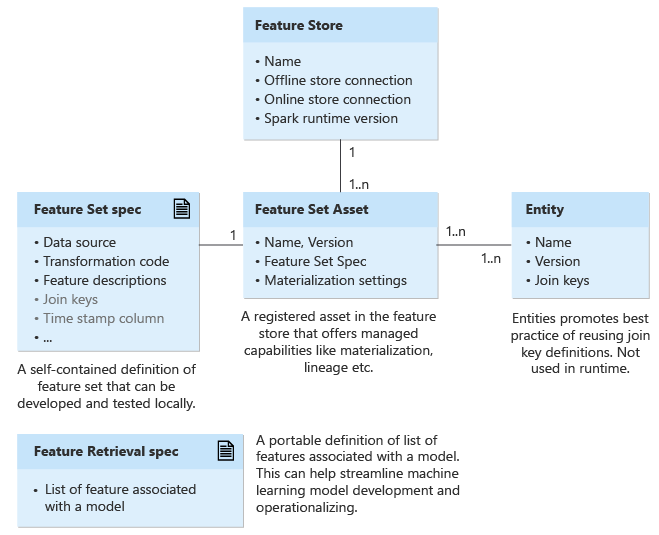 Feature Store
• Name
• Offline store connection
• Online store connection
• Spark runtime version
1
1..n
Feature Set spec
• Data source
• Transformation code
• Feature descriptions
• Join keys
• Time stamp column
• ...
1
Feature Set Asset
• Name, Version
• Feature Set Spec
• Materialization settings
1..n
1..n
Entity
• Name
• Version
• Join keys
A self-contained definition of
feature set that can be
developed and tested locally.
A registered asset in the feature
store that offers managed
capabilities like materialization,
lineage etc.
Entities promotes best
practice of reusing join
key definitions. Not
used in runtime.
Feature Retrieval spec
• List of feature associated
with a model
A portable definition of list of
features associated with a model.
This can help streamline machine
learning model development and
operationalizing.